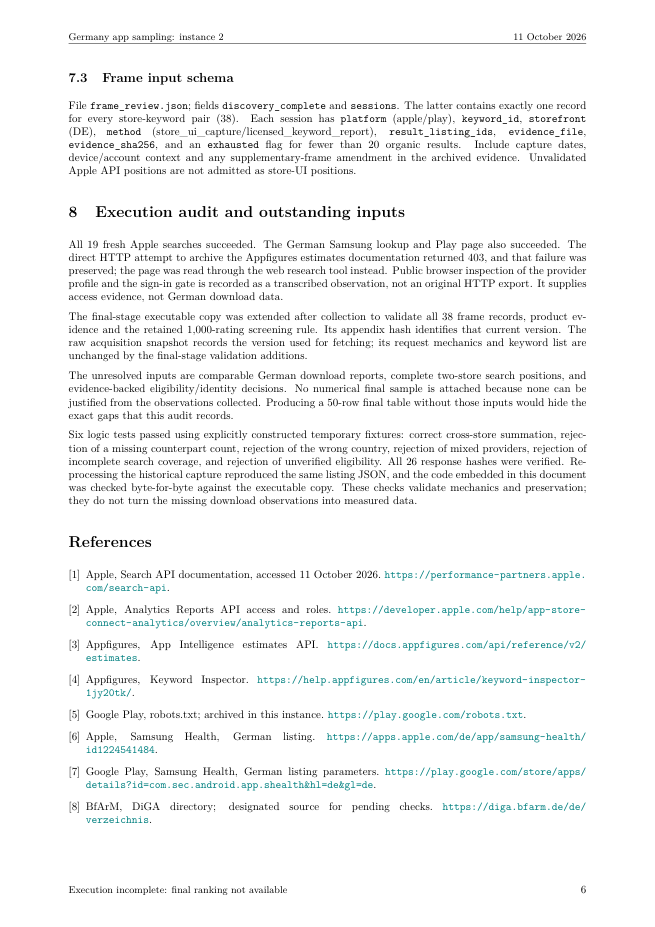 Germany app sampling: instance 2 11 October 2026
7.3 Frame input schema
File frame_review.json; fields discovery_complete and sessions. The latter contains exactly one record
for every store-keyword pair (38). Each session has platform (apple/play), keyword_id, storefront
(DE), method (store_ui_capture/licensed_keyword_report), result_listing_ids, evidence_file,
evidence_sha256, and an exhausted flag for fewer than 20 organic results. Include capture dates,
device/account context and any supplementary-frame amendment in the archived evidence. Unvalidated
Apple API positions are not admitted as store-UI positions.
8 Execution audit and outstanding inputs
All 19 fresh Apple searches succeeded. The German Samsung lookup and Play page also succeeded. The
direct HTTP attempt to archive the Appfigures estimates documentation returned 403, and that failure was
preserved; the page was read through the web research tool instead. Public browser inspection of the provider
profile and the sign-in gate is recorded as a transcribed observation, not an original HTTP export. It supplies
access evidence, not German download data.
The final-stage executable copy was extended after collection to validate all 38 frame records, product ev-
idence and the retained 1,000-rating screening rule. Its appendix hash identifies that current version. The
raw acquisition snapshot records the version used for fetching; its request mechanics and keyword list are
unchanged by the final-stage validation additions.
The unresolved inputs are comparable German download reports, complete two-store search positions, and
evidence-backed eligibility/identity decisions. No numerical final sample is attached because none can be
justified from the observations collected. Producing a 50-row final table without those inputs would hide the
exact gaps that this audit records.
Six logic tests passed using explicitly constructed temporary fixtures: correct cross-store summation, rejec-
tion of a missing counterpart count, rejection of the wrong country, rejection of mixed providers, rejection of
incomplete search coverage, and rejection of unverified eligibility. All 26 response hashes were verified. Re-
processing the historical capture reproduced the same listing JSON, and the code embedded in this document
was checked byte-for-byte against the executable copy. These checks validate mechanics and preservation;
they do not turn the missing download observations into measured data.
References
[1] Apple, Search API documentation, accessed 11 October 2026. https://performance-partners.apple.
com/search-api.
[2] Apple, Analytics Reports API access and roles. https://developer.apple.com/help/app-store-
connect-analytics/overview/analytics-reports-api.
[3] Appfigures, App Intelligence estimates API. https://docs.appfigures.com/api/reference/v2/
estimates.
[4] Appfigures, Keyword Inspector. https://help.appfigures.com/en/article/keyword-inspector-
1jy20tk/.
[5] Google Play, robots.txt; archived in this instance. https://play.google.com/robots.txt.
[6] Apple, Samsung Health, German listing. https://apps.apple.com/de/app/samsung-health/
id1224541484.
[7] Google Play, Samsung Health, German listing parameters. https://play.google.com/store/apps/
details?id=com.sec.android.app.shealth&hl=de&gl=de.
[8] BfArM, DiGA directory; designated source for pending checks. https://diga.bfarm.de/de/
verzeichnis.
Execution incomplete: final ranking not available 6